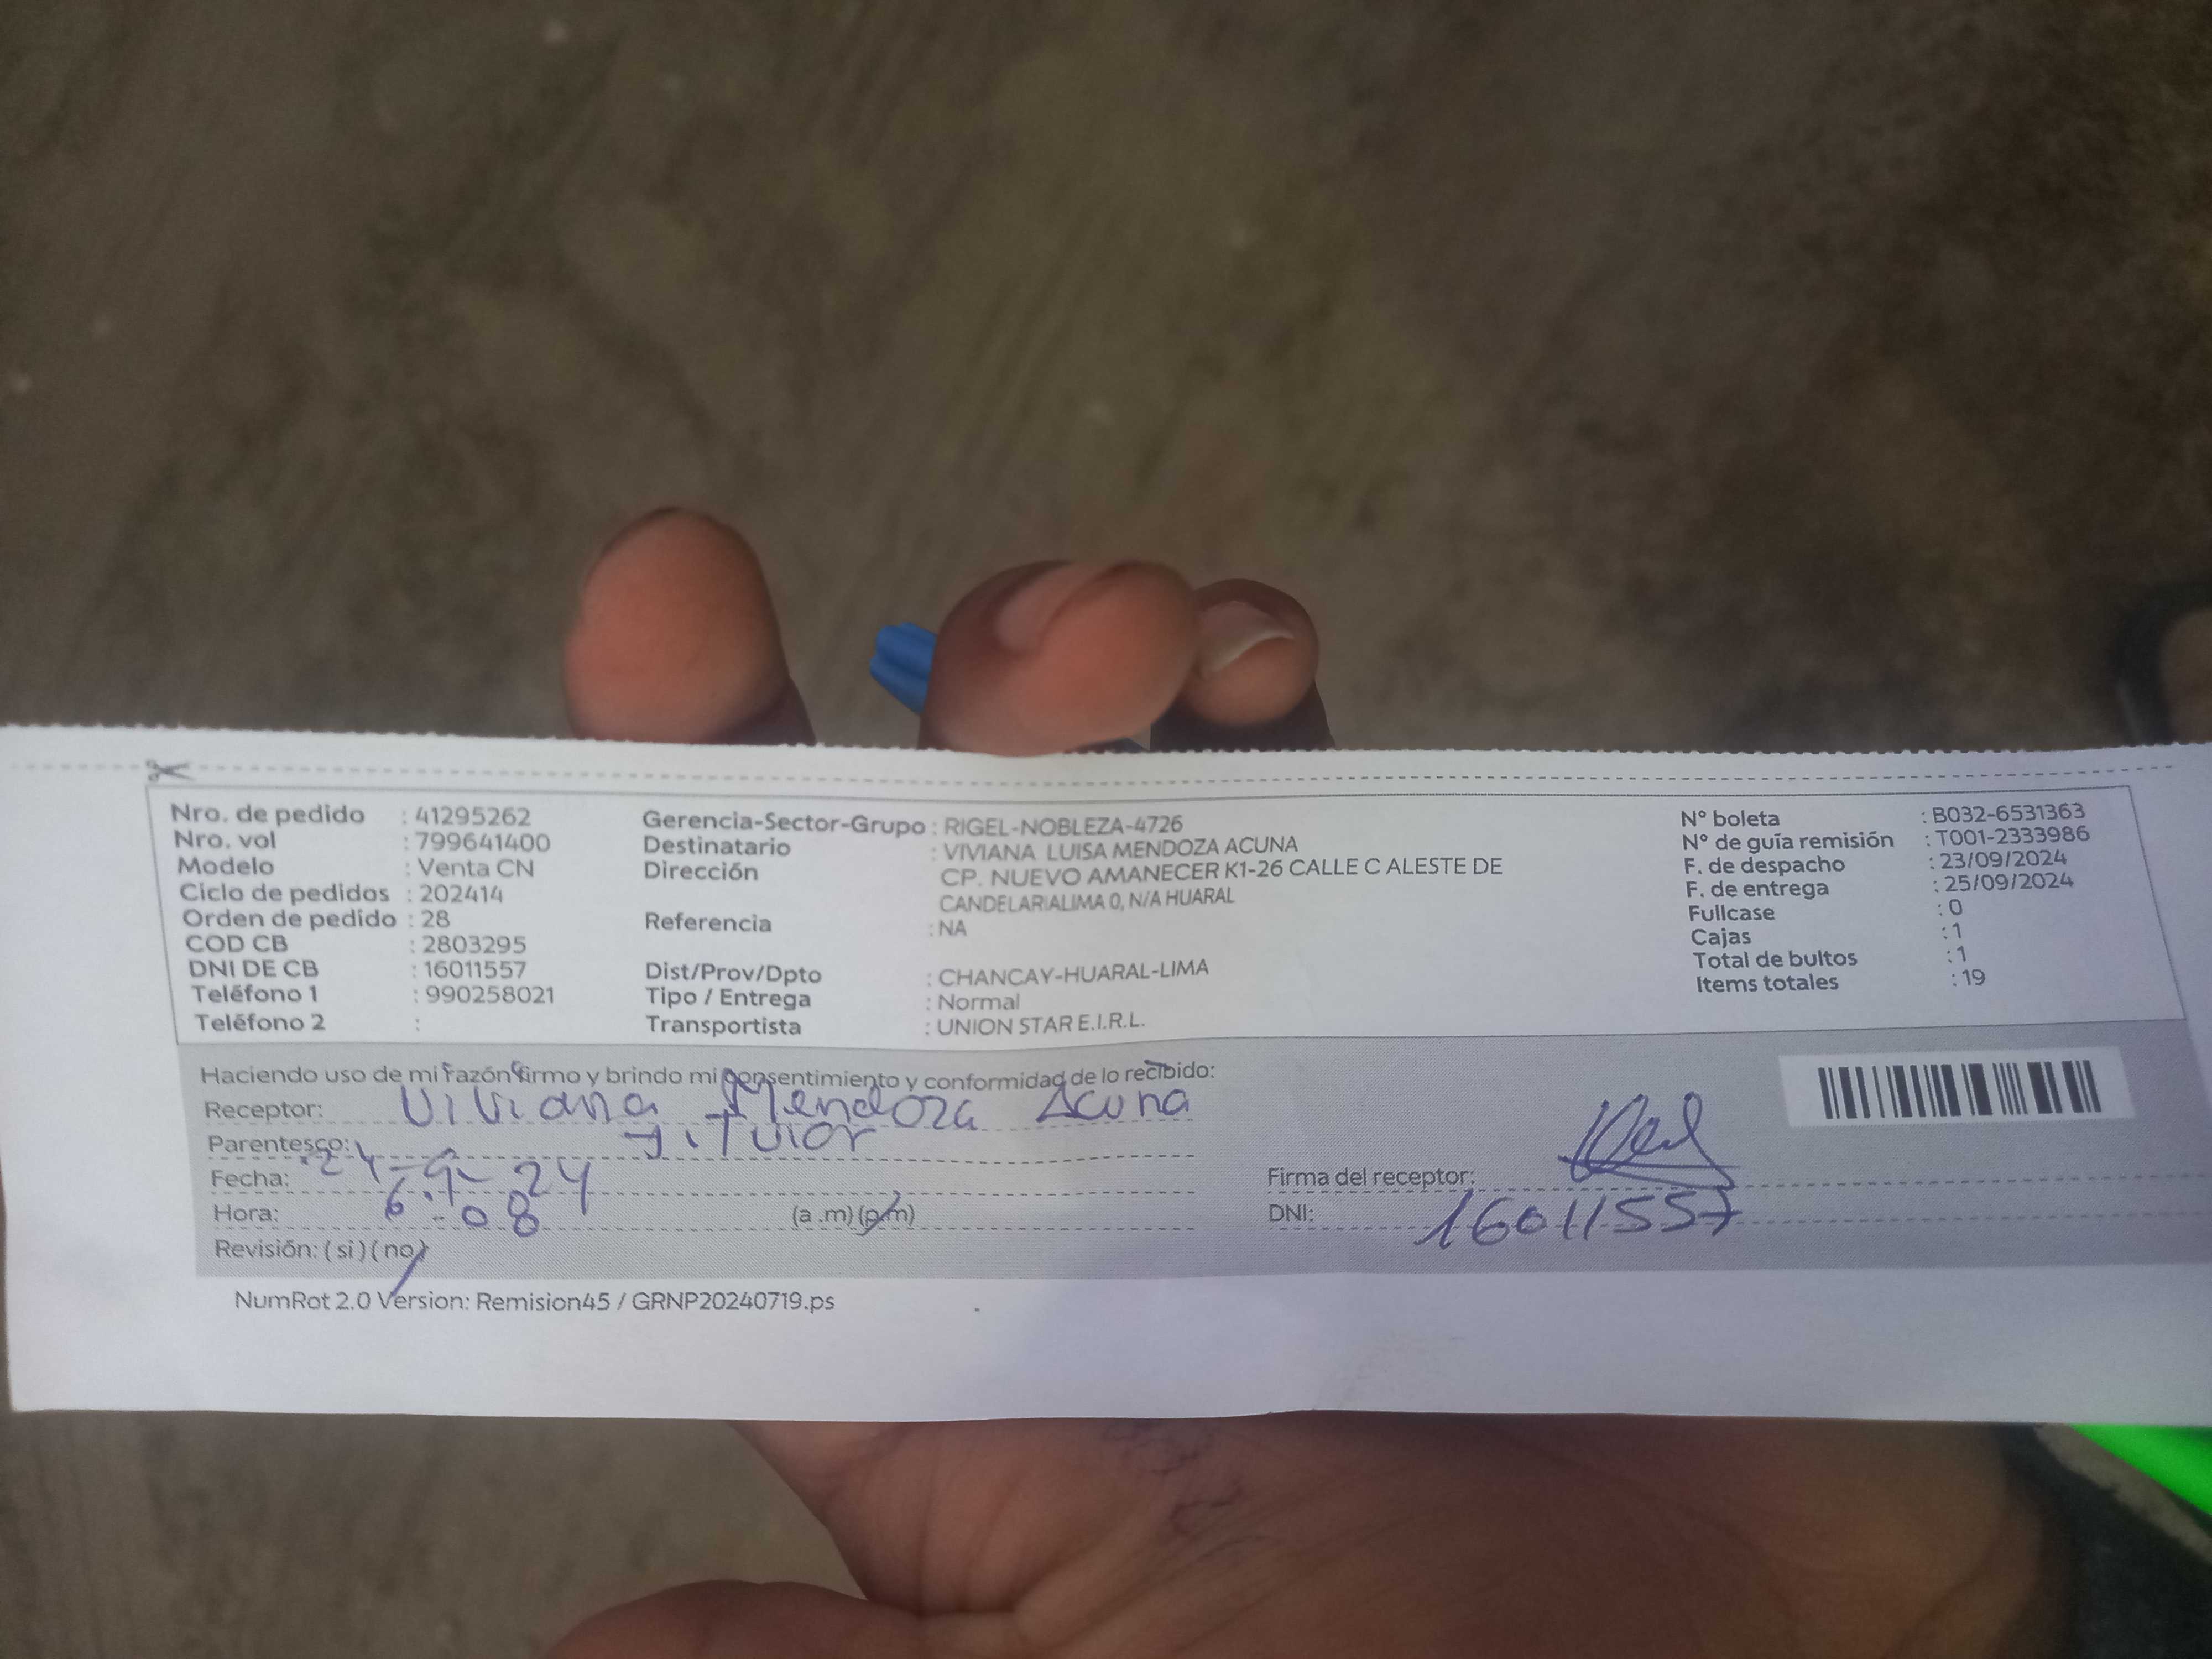 Nro. de pedido : 41295262
Nro. vol : 799641400
Modelo : Venta CN
Ciclo de pedidos : 202414
Orden de pedido : 28
COD CB : 2803295
DNI DE CB : 16011557
Teléfono 1 : 990258021
Teléfono 2 :
Gerencia-Sector-Grupo : RIGEL-NOBLEZA-4726
Destinatario : VIVIANA LUISA MENDOZA ACUNA
Dirección CP. NUEVO AMANECER K1-26 CALLE C ALESTE DE
CANDELARIALIMA 0, N/A HUARAL
Referencia : NA
Dist/Prov/Dpto : CHANCAY-HUARAL-LIMA
Tipo / Entrega : Normal
Transportista : UNION STAR E.I.R.L.
N° boleta : B032-6531363
N° de guía remisión : T001-2333986
F. de despacho : 23/09/2024
F. de entrega : 25/09/2024
Fullcase : 0
Cajas : 1
Total de bultos : 1
Items totales : 19
Haciendo uso de mi razón firmo y brindo mi consentimiento y conformidad de lo recibido:
Receptor: Viviana Mendoza Acuna
Parentesco:
Fecha: 24-9-24
Hora: 6:08 (a .m) (p.m)
Revisión: ( si ) ( no )
Firma del receptor:
DNI: 16011557
NumRot 2.0 Version: Remision45 / GRNP20240719.ps